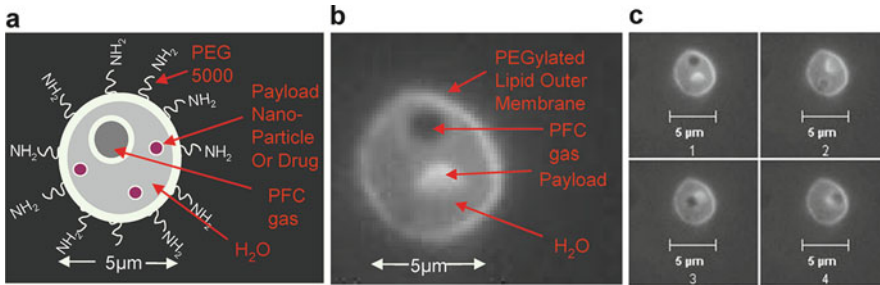 a
NH2
NH2
NH2
NH2
NH2
NH2
NH2
NH2
NH2
NH2
NH2
PEG
5000
Payload
Nano-
Particle
Or Drug
PFC
gas
H2O
5µm
b
PEGylated
Lipid Outer
Membrane
PFC
gas
Payload
H2O
5µm
c
5 µm
1
5 µm
2
5 µm
3
5 µm
4